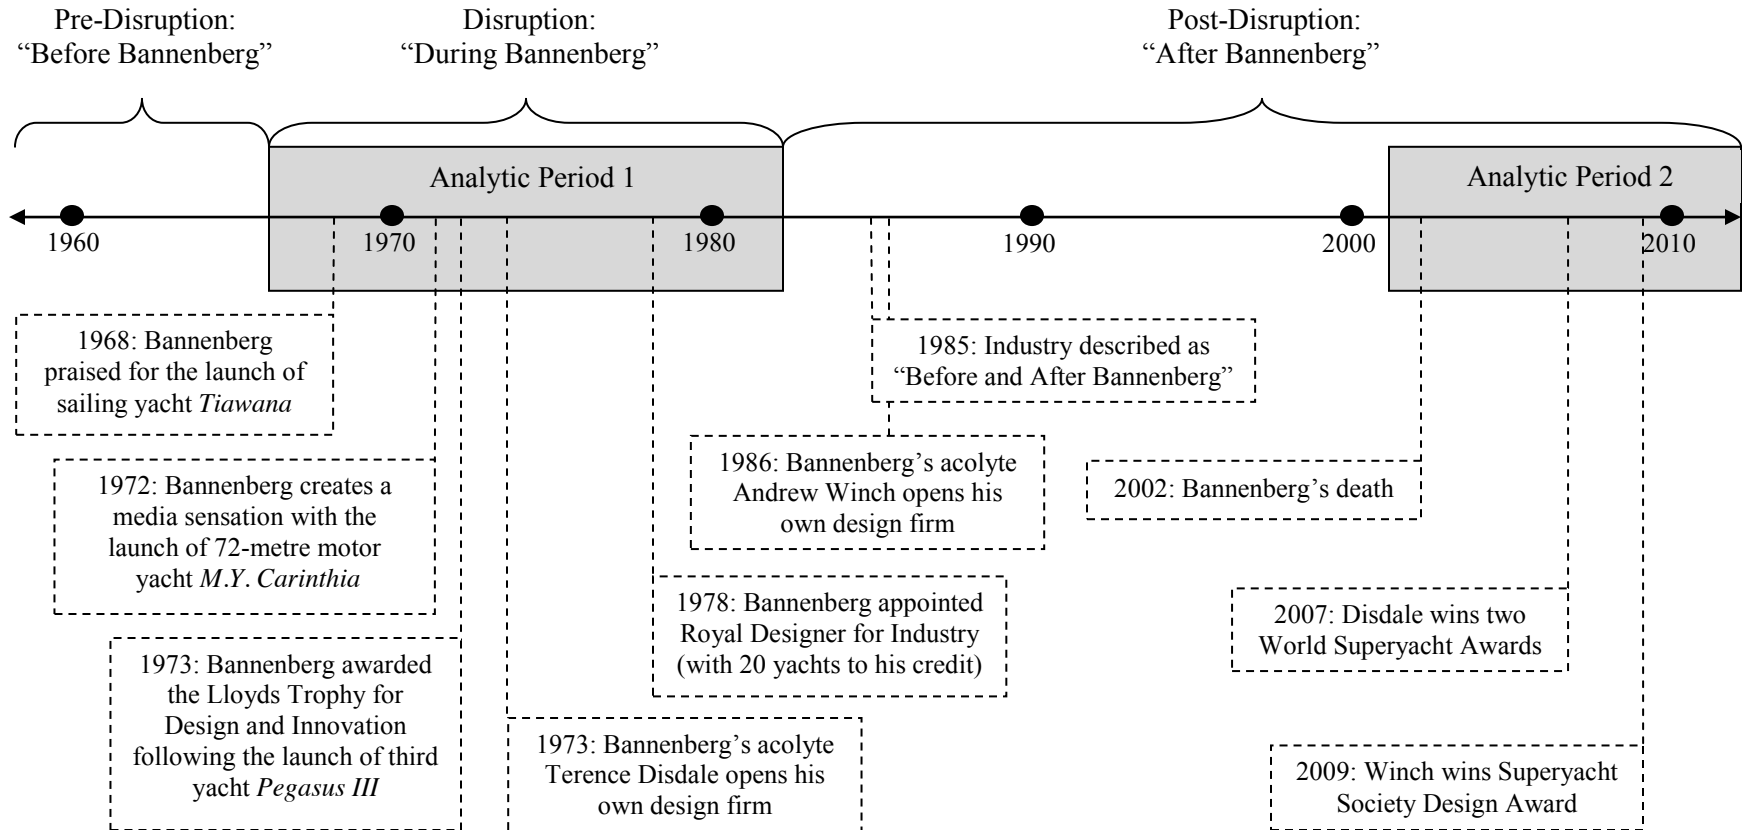 Pre-Disruption:
“Before Bannenberg”
Disruption:
“During Bannenberg”
Post-Disruption:
“After Bannenberg”
Analytic Period 1
Analytic Period 2
1960
1970
1980
1990
2000
2010
1968: Bannenberg
praised for the launch of
sailing yacht Tiawana
1972: Bannenberg creates a
media sensation with the
launch of 72-metre motor
yacht M.Y. Carinthia
1973: Bannenberg awarded
the Lloyds Trophy for
Design and Innovation
following the launch of third
yacht Pegasus III
1973: Bannenberg’s acolyte
Terence Disdale opens his
own design firm
1978: Bannenberg appointed
Royal Designer for Industry
(with 20 yachts to his credit)
1985: Industry described as
“Before and After Bannenberg”
1986: Bannenberg’s acolyte
Andrew Winch opens his
own design firm
2002: Bannenberg’s death
2007: Disdale wins two
World Superyacht Awards
2009: Winch wins Superyacht
Society Design Award